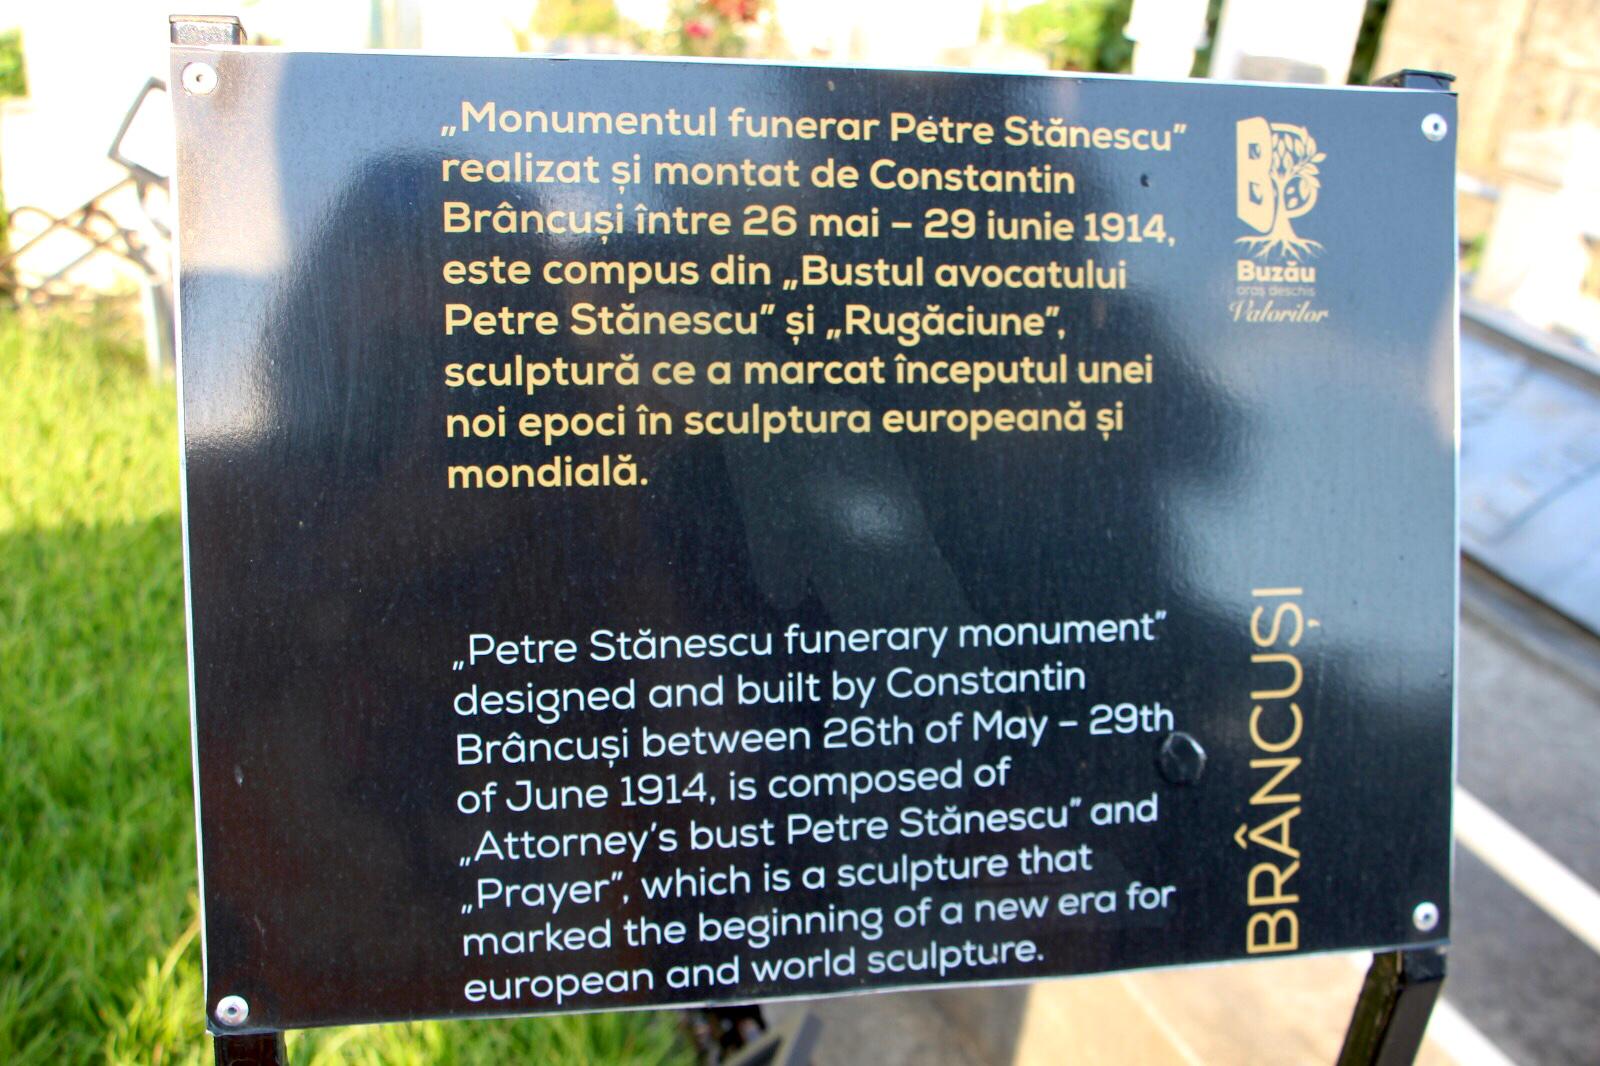 „Monumentul funerar Petre Stănescu”
realizat și montat de Constantin
Brâncuși între 26 mai – 29 iunie 1914,
este compus din „Bustul avocatului
Petre Stănescu” și „Rugăciune”,
sculptură ce a marcat începutul unei
noi epoci în sculptura europeană și
mondială.
Buzău
oraș deschis
Valorilor
„Petre Stănescu funerary monument”
designed and built by Constantin
Brâncuși between 26th of May – 29th
of June 1914, is composed of
„Attorney’s bust Petre Stănescu” and
„Prayer”, which is a sculpture that
marked the beginning of a new era for
european and world sculpture.
BRÂNCUȘI